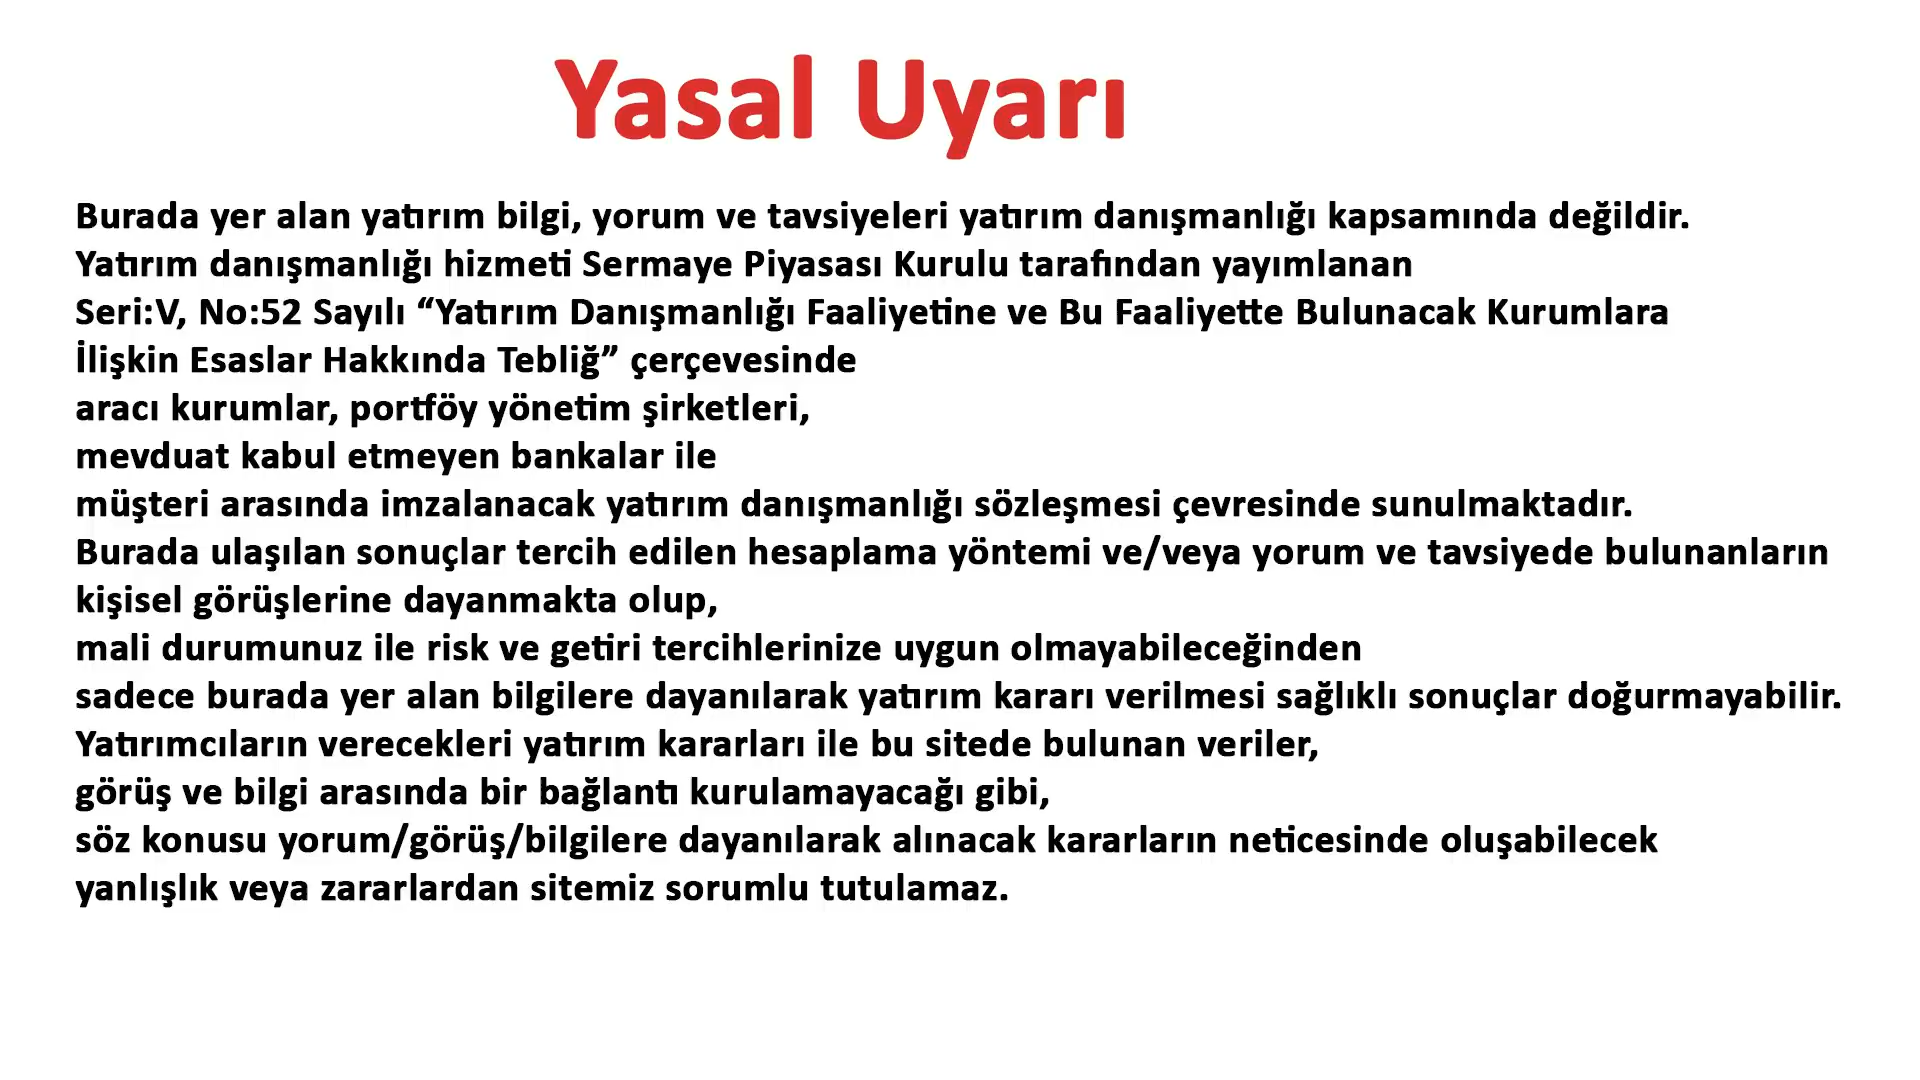 Yasal Uyarı
Burada yer alan yatırım bilgi, yorum ve tavsiyeleri yatırım danışmanlığı kapsamında değildir.
Yatırım danışmanlığı hizmeti Sermaye Piyasası Kurulu tarafından yayımlanan
Seri:V, No:52 Sayılı “Yatırım Danışmanlığı Faaliyetine ve Bu Faaliyette Bulunacak Kurumlara
İlişkin Esaslar Hakkında Tebliğ” çerçevesinde
aracı kurumlar, portföy yönetim şirketleri,
mevduat kabul etmeyen bankalar ile
müşteri arasında imzalanacak yatırım danışmanlığı sözleşmesi çevresinde sunulmaktadır.
Burada ulaşılan sonuçlar tercih edilen hesaplama yöntemi ve/veya yorum ve tavsiyede bulunanların
kişisel görüşlerine dayanmakta olup,
mali durumunuz ile risk ve getiri tercihlerinize uygun olmayabileceğinden
sadece burada yer alan bilgilere dayanılarak yatırım kararı verilmesi sağlıklı sonuçlar doğurmayabilir.
Yatırımcıların verecekleri yatırım kararları ile bu sitede bulunan veriler,
görüş ve bilgi arasında bir bağlantı kurulamayacağı gibi,
söz konusu yorum/görüş/bilgilere dayanılarak alınacak kararların neticesinde oluşabilecek
yanlışlık veya zararlardan sitemiz sorumlu tutulamaz.